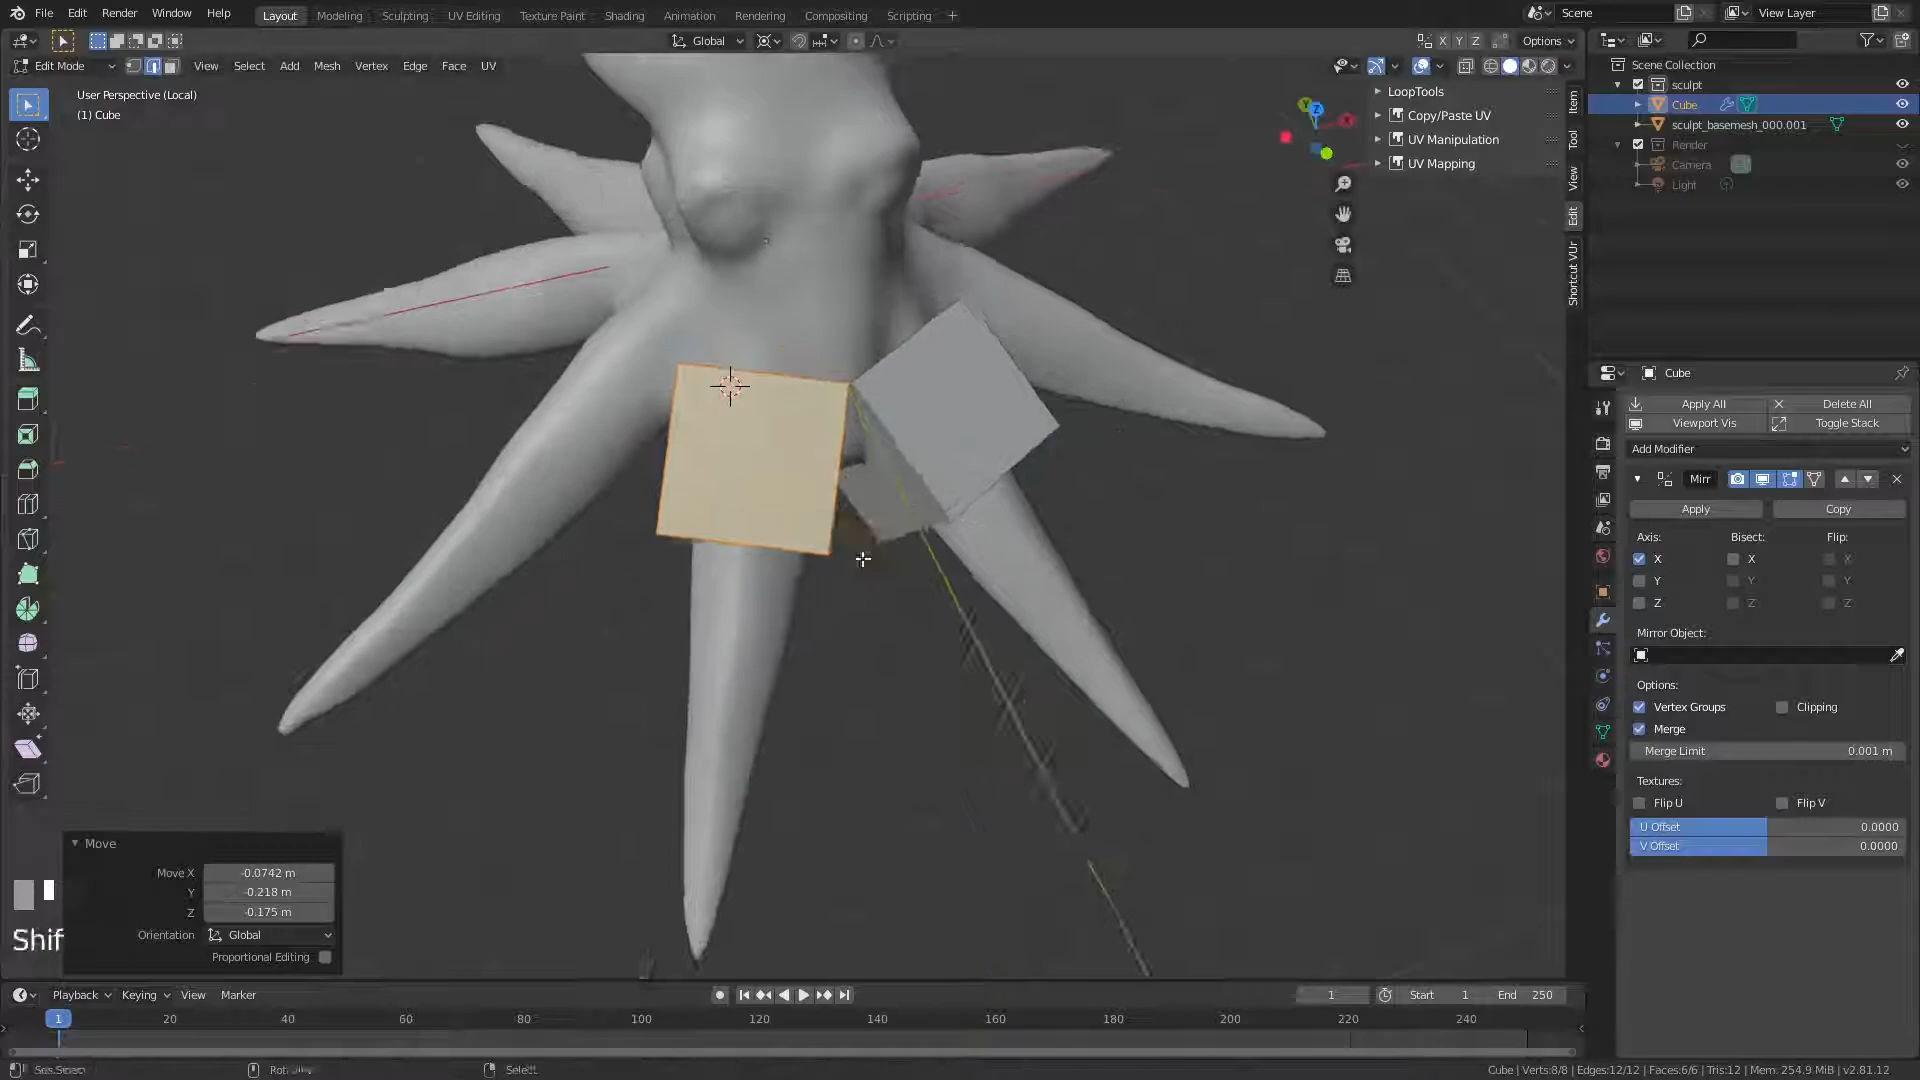 File Edit Render Window Help Layout Modeling Sculpting UV Editing Texture Paint Shading Animation Rendering Compositing Scripting + Scene View Layer
Global X Y Z Options
Edit Mode View Select Add Mesh Vertex Edge Face UV
User Perspective (Local)
(1) Cube
LoopTools
Copy/Paste UV
UV Manipulation
UV Mapping
Item
Tool
View
Edit
Shortcut VUr
Scene Collection
sculpt
Cube
sculpt_basemesh_000.001
Render
Camera
Light
Cube
Apply All Delete All
Viewport Vis Toggle Stack
Add Modifier
Mirr
Apply Copy
Axis: Bisect: Flip:
X X X
Y Y Y
Z Z Z
Mirror Object:
Options:
Vertex Groups Clipping
Merge
Merge Limit 0.001 m
Textures:
Flip U Flip V
U Offset 0.0000
V Offset 0.0000
Move
Move X -0.0742 m
Y -0.218 m
Z -0.175 m
Orientation Global
Proportional Editing
Shif
Playback Keying View Marker 1 Start 1 End 250
1 20 40 60 80 100 120 140 160 180 200 220 240
Select
Cube | Verts:8/8 | Edges:12/12 | Faces:6/6 | Tris:12 | Mem: 254.9 MiB | v2.81.12